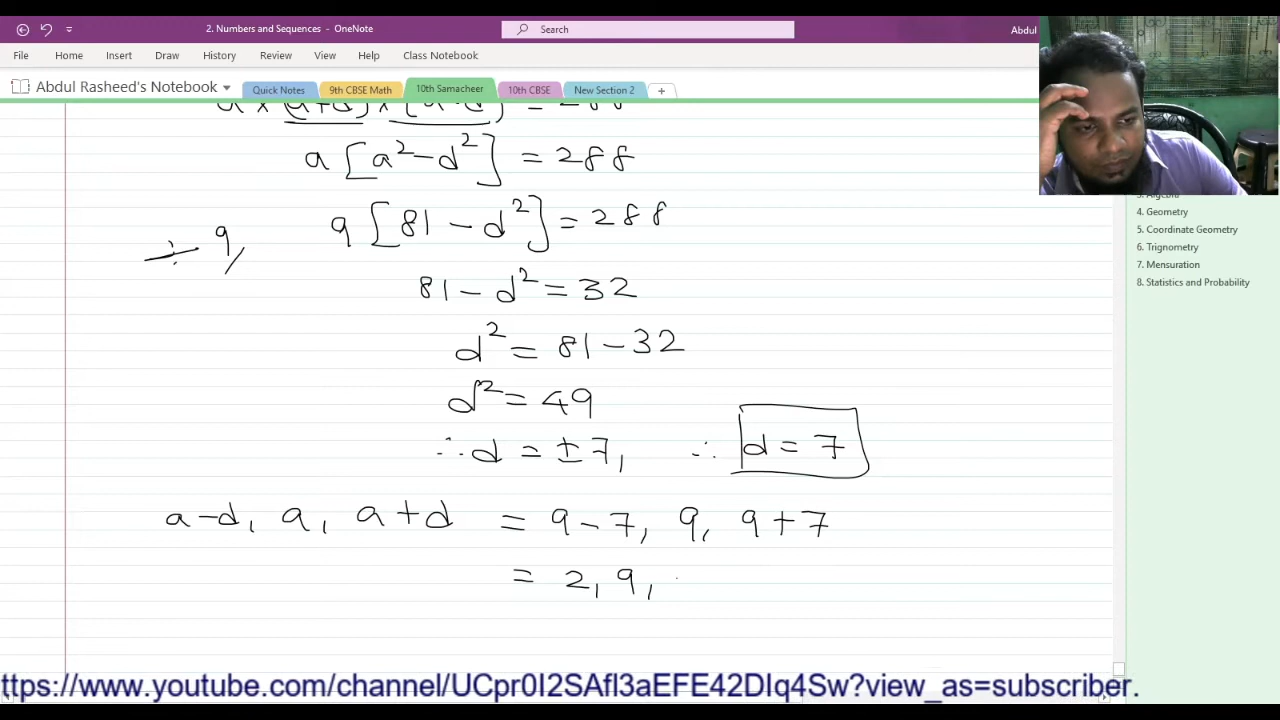 2. Numbers and Sequences - OneNote
Search
Abdul
File Home Insert Draw History Review View Help Class Notebook
Abdul Rasheed's Notebook
Quick Notes 9th CBSE Math 10th Samacheer 10th CBSE New Section 2
a × (a+d) × (a-d) = 288
a [a² - d²] = 288
÷ 9, 9 [81 - d²] = 288
81 - d² = 32
d² = 81 - 32
d² = 49
∴ d = ±7, ∴ d = 7
a-d, a, a+d = 9-7, 9, 9+7
= 2, 9,
3. Algebra
4. Geometry
5. Coordinate Geometry
6. Trignometry
7. Mensuration
8. Statistics and Probability
ttps://www.youtube.com/channel/UCpr0I2SAfl3aEFE42DIq4Sw?view_as=subscriber.